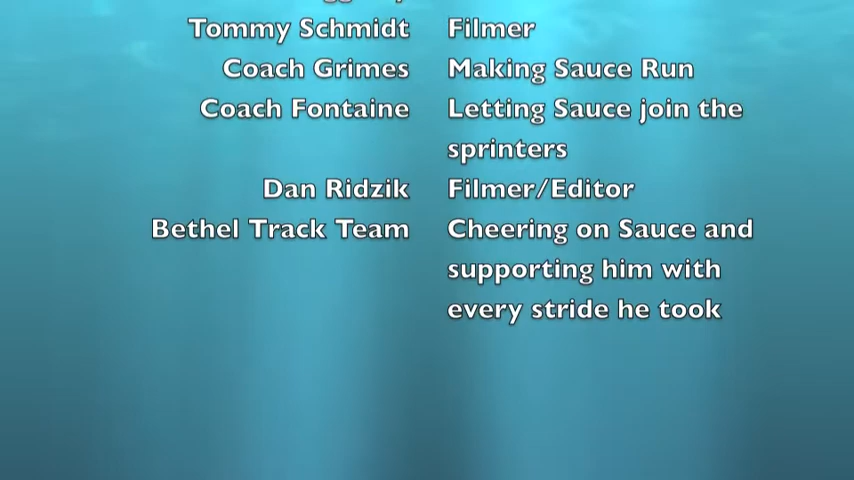 Tommy Schmidt Filmer
Coach Grimes Making Sauce Run
Coach Fontaine Letting Sauce join the
sprinters
Dan Ridzik Filmer/Editor
Bethel Track Team Cheering on Sauce and
supporting him with
every stride he took